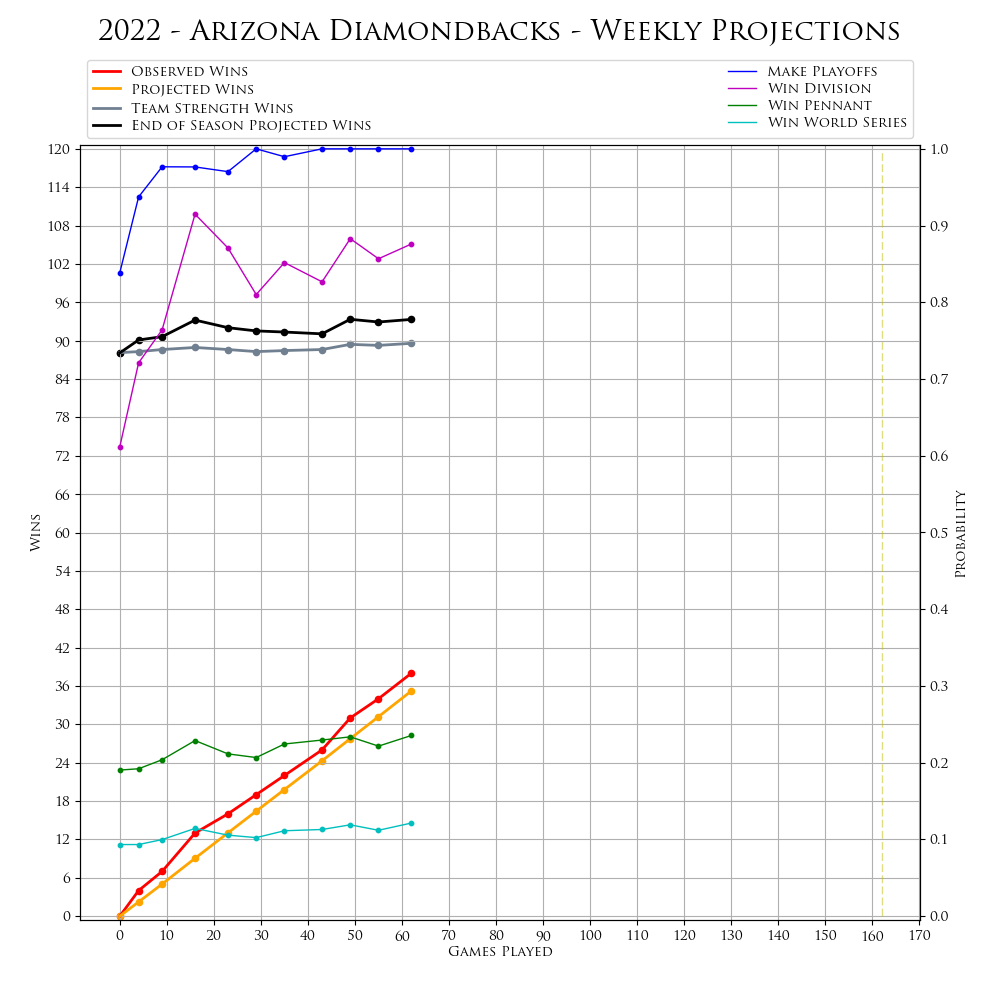 2022 - Arizona Diamondbacks - Weekly Projections
Observed Wins
Projected Wins
Team Strength Wins
End of Season Projected Wins
Make Playoffs
Win Division
Win Pennant
Win World Series
120
114
108
102
96
90
84
78
72
66
60
54
48
42
36
30
24
18
12
6
0
Wins
1.0
0.9
0.8
0.7
0.6
0.5
0.4
0.3
0.2
0.1
0.0
Probability
0 10 20 30 40 50 60 70 80 90 100 110 120 130 140 150 160 170
Games Played